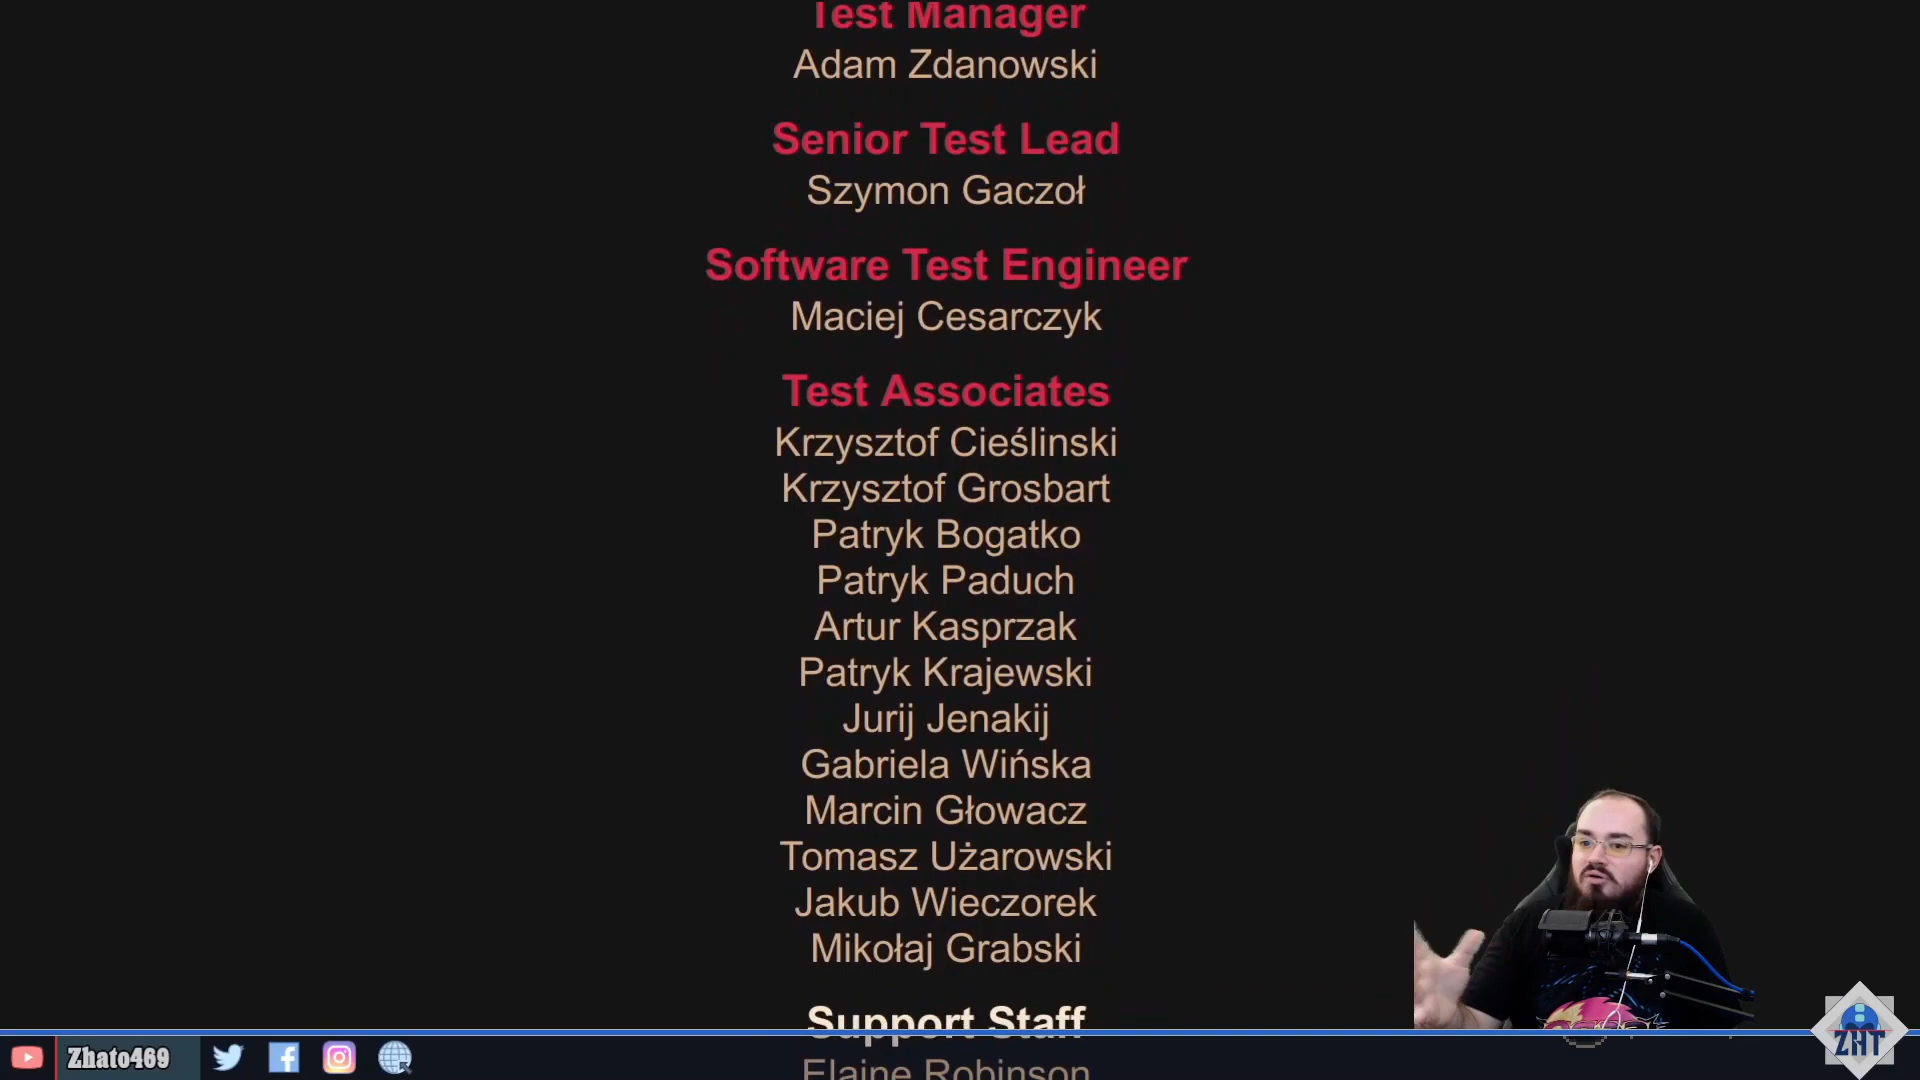 Test Manager
Adam Zdanowski
Senior Test Lead
Szymon Gaczoł
Software Test Engineer
Maciej Cesarczyk
Test Associates
Krzysztof Cieślinski
Krzysztof Grosbart
Patryk Bogatko
Patryk Paduch
Artur Kasprzak
Patryk Krajewski
Jurij Jenakij
Gabriela Wińska
Marcin Głowacz
Tomasz Użarowski
Jakub Wieczorek
Mikołaj Grabski
Support Staff
Elaine Robinson
Zhato469
ZHT